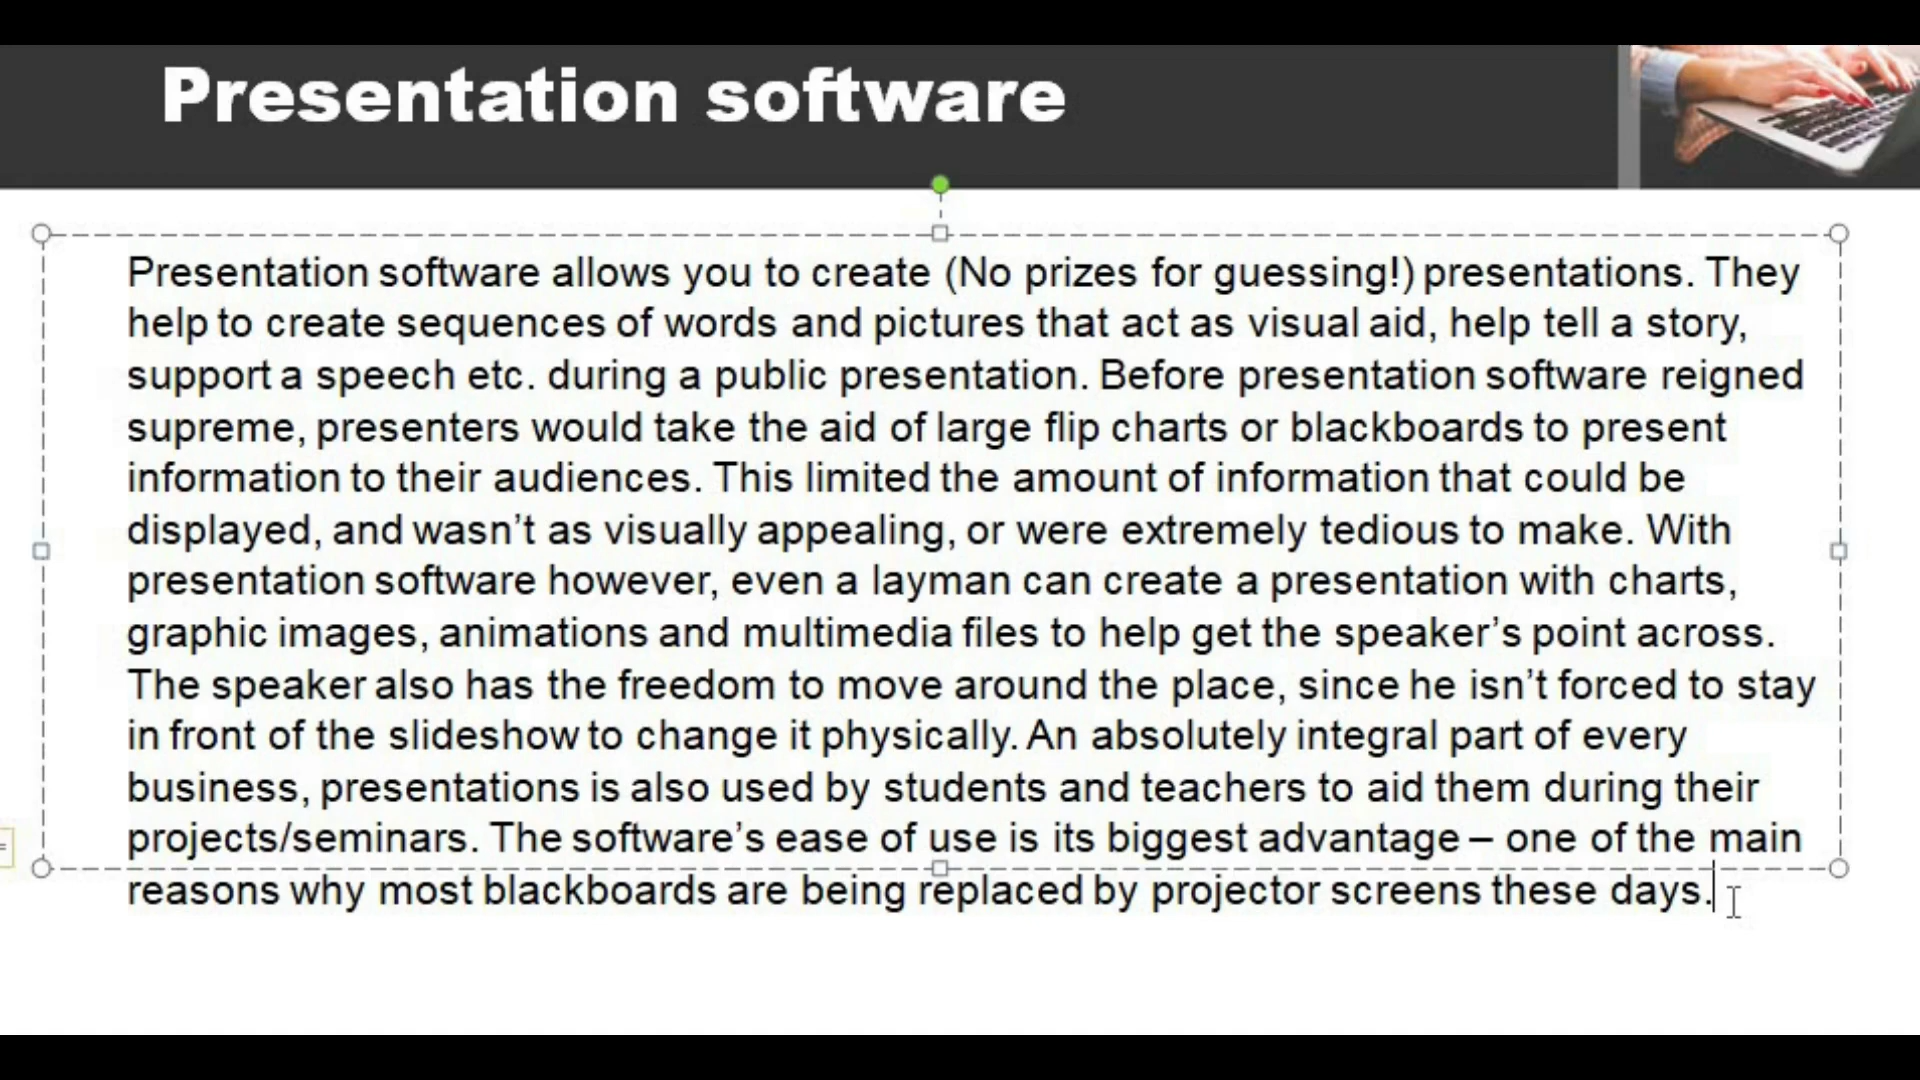 Presentation software
Presentation software allows you to create (No prizes for guessing!) presentations. They
help to create sequences of words and pictures that act as visual aid, help tell a story,
support a speech etc. during a public presentation. Before presentation software reigned
supreme, presenters would take the aid of large flip charts or blackboards to present
information to their audiences. This limited the amount of information that could be
displayed, and wasn’t as visually appealing, or were extremely tedious to make. With
presentation software however, even a layman can create a presentation with charts,
graphic images, animations and multimedia files to help get the speaker’s point across.
The speaker also has the freedom to move around the place, since he isn’t forced to stay
in front of the slideshow to change it physically. An absolutely integral part of every
business, presentations is also used by students and teachers to aid them during their
projects/seminars. The software’s ease of use is its biggest advantage – one of the main
reasons why most blackboards are being replaced by projector screens these days.